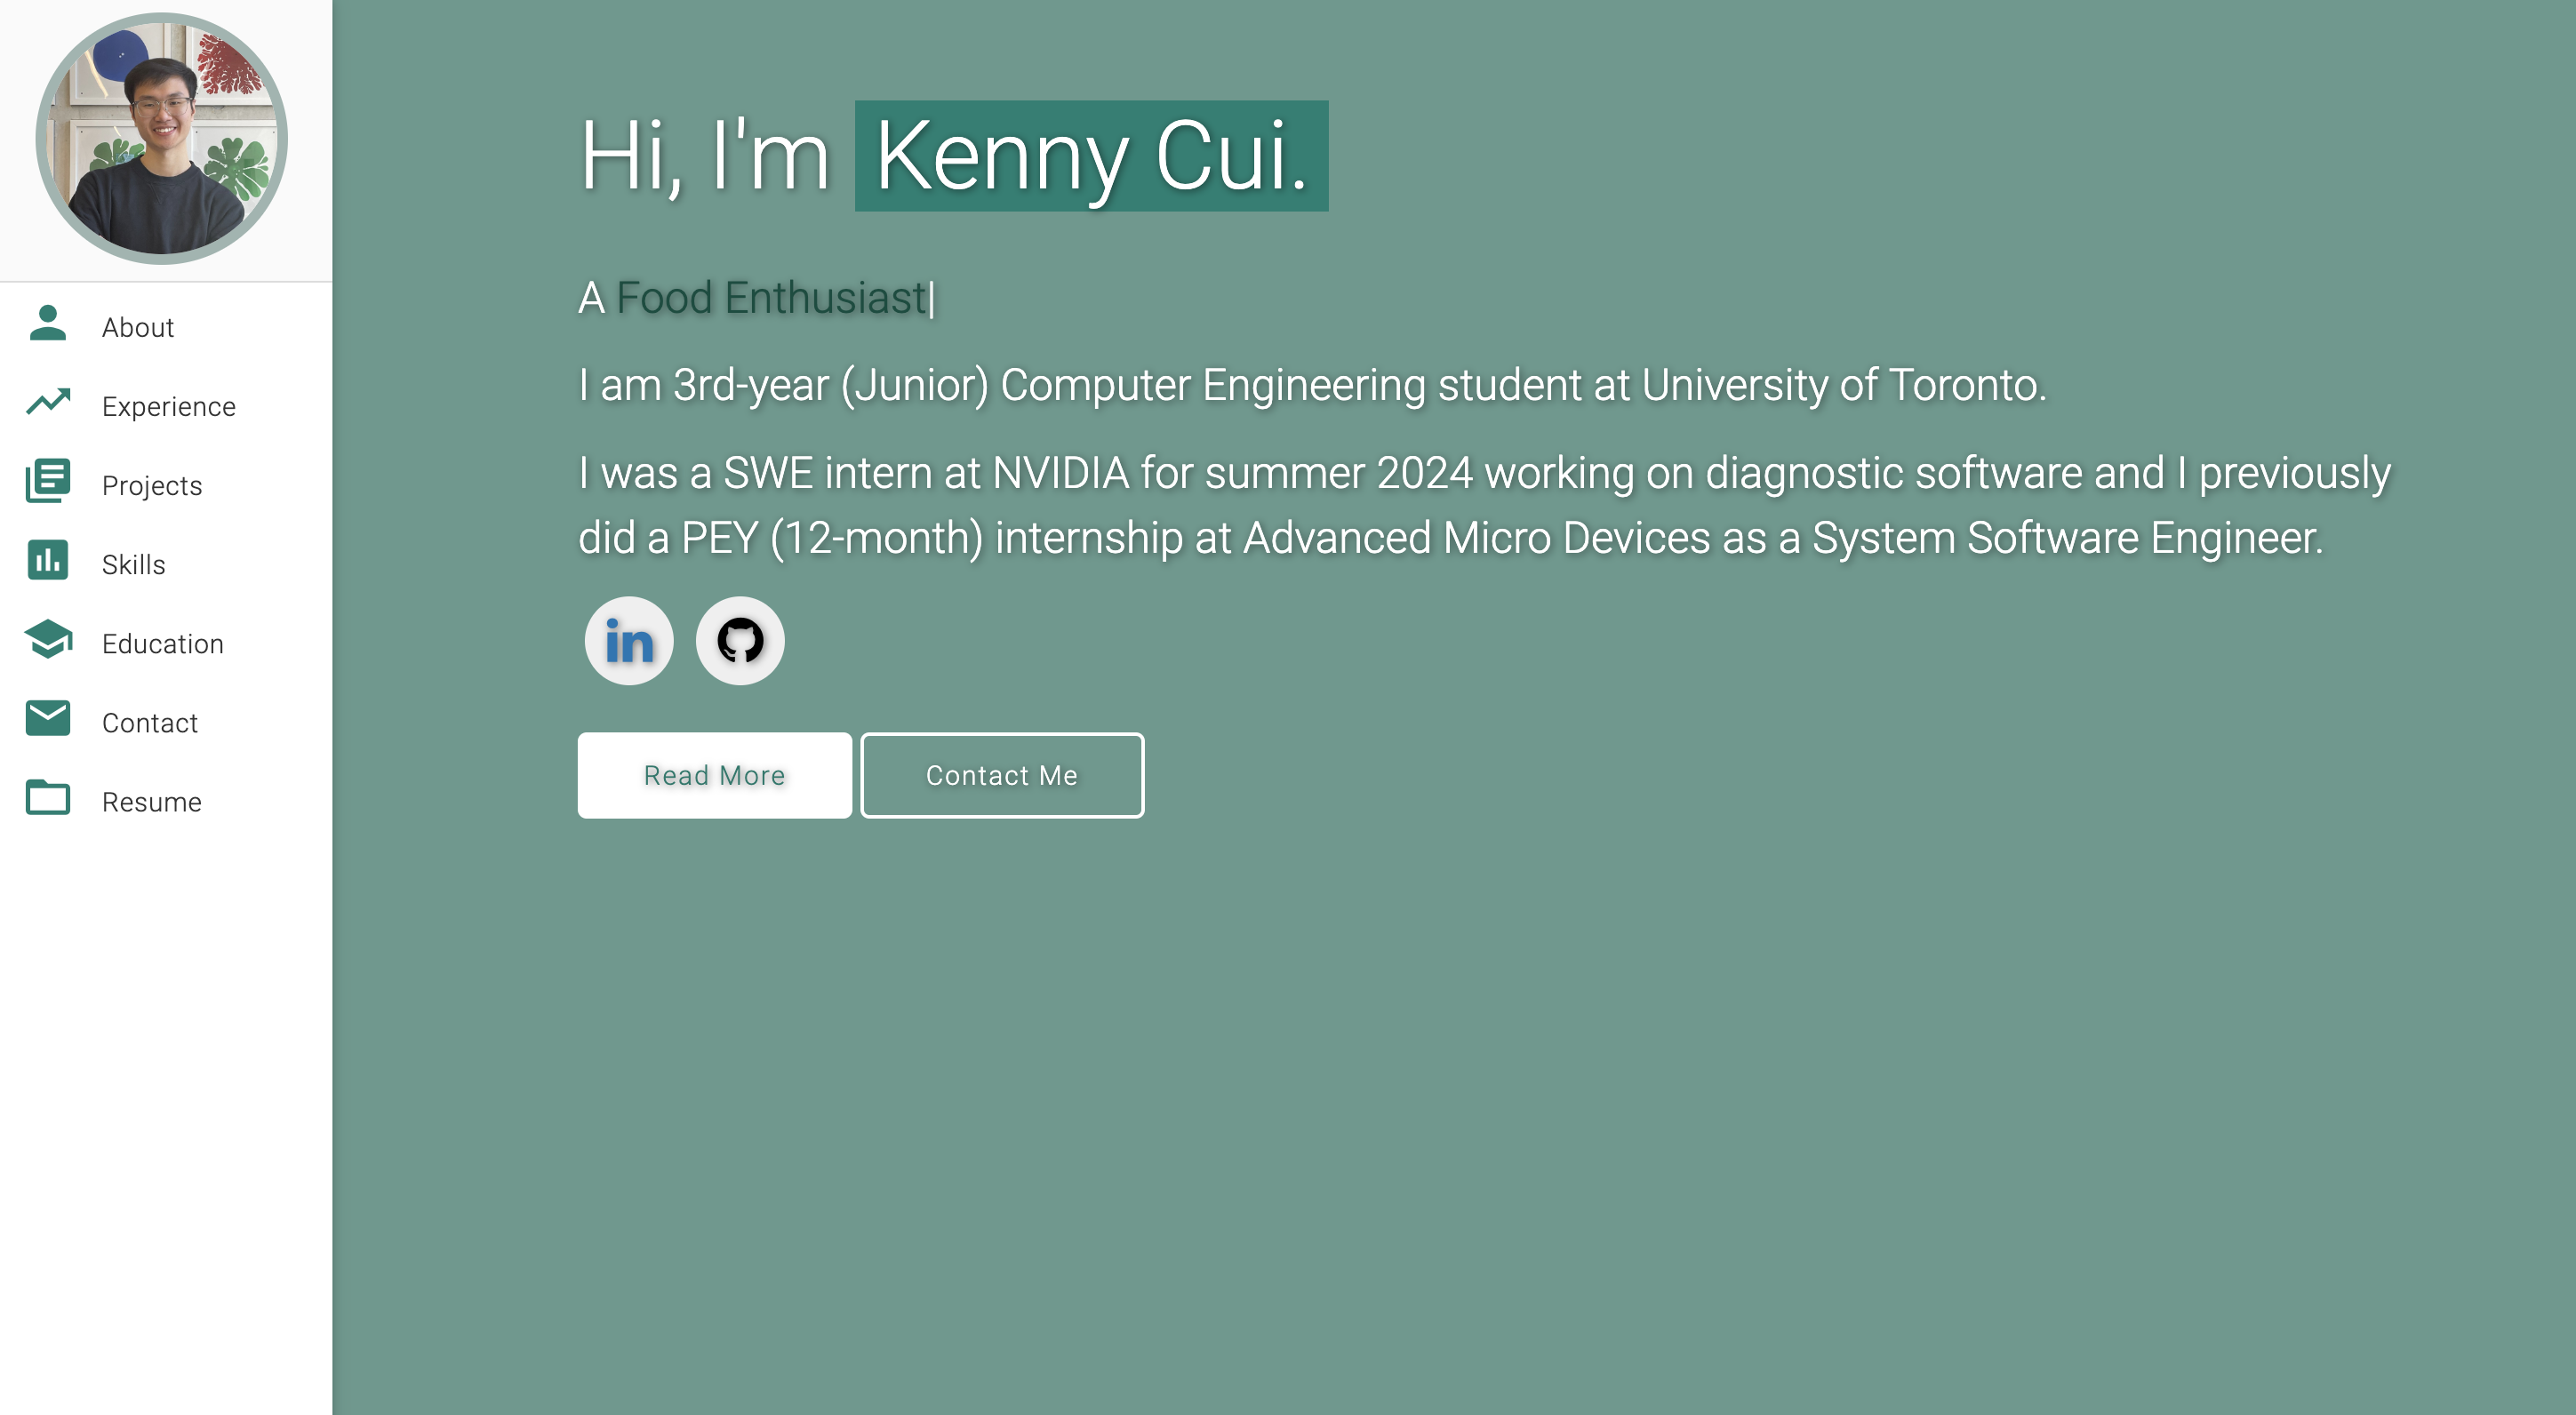 Hi, I'm Kenny Cui.
A Food Enthusiast|
I am 3rd-year (Junior) Computer Engineering student at University of Toronto.
I was a SWE intern at NVIDIA for summer 2024 working on diagnostic software and I previously
did a PEY (12-month) internship at Advanced Micro Devices as a System Software Engineer.
in
Read More
Contact Me
About
Experience
Projects
Skills
Education
Contact
Resume